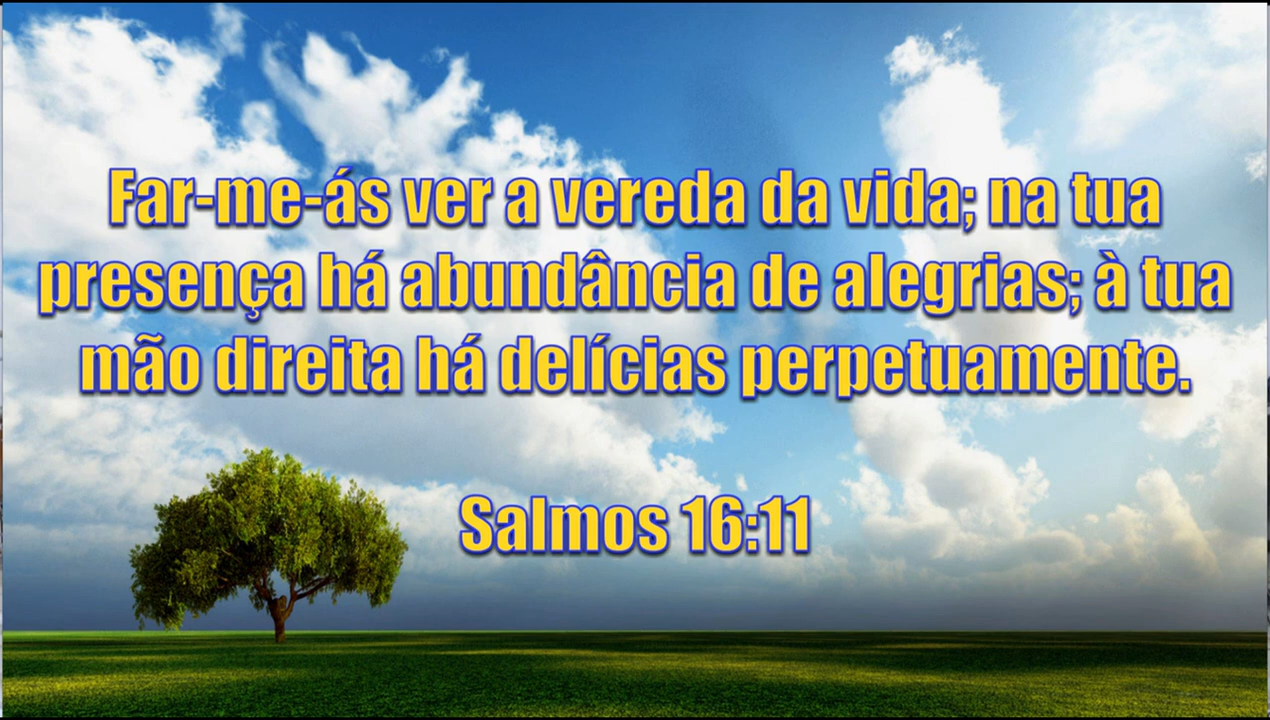 Far-me-ás ver a vereda da vida; na tua
presença há abundância de alegrias; à tua
mão direita há delícias perpetuamente.
Salmos 16:11